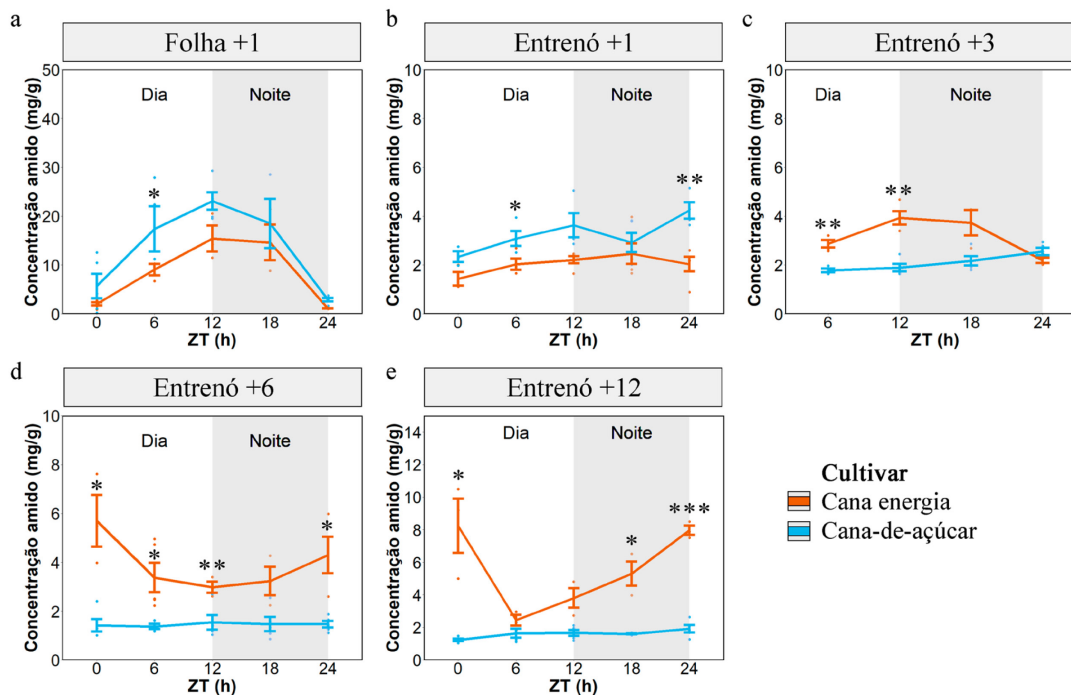 a
Folha +1
Concentração amido (mg/g)
50
40
30
20
10
0
Dia
Noite
*
0 6 12 18 24
ZT (h)
b
Entrenó +1
Concentração amido (mg/g)
10
8
6
4
2
0
Dia
Noite
*
**
0 6 12 18 24
ZT (h)
c
Entrenó +3
Concentração amido (mg/g)
10
8
6
4
2
0
Dia
Noite
**
**
6 12 18 24
ZT (h)
d
Entrenó +6
Concentração amido (mg/g)
10
8
6
4
2
0
Dia
Noite
*
*
**
*
0 6 12 18 24
ZT (h)
e
Entrenó +12
Concentração amido (mg/g)
14
12
10
8
6
4
2
0
Dia
Noite
*
*
***
0 6 12 18 24
ZT (h)
Cultivar
Cana energia
Cana-de-açúcar